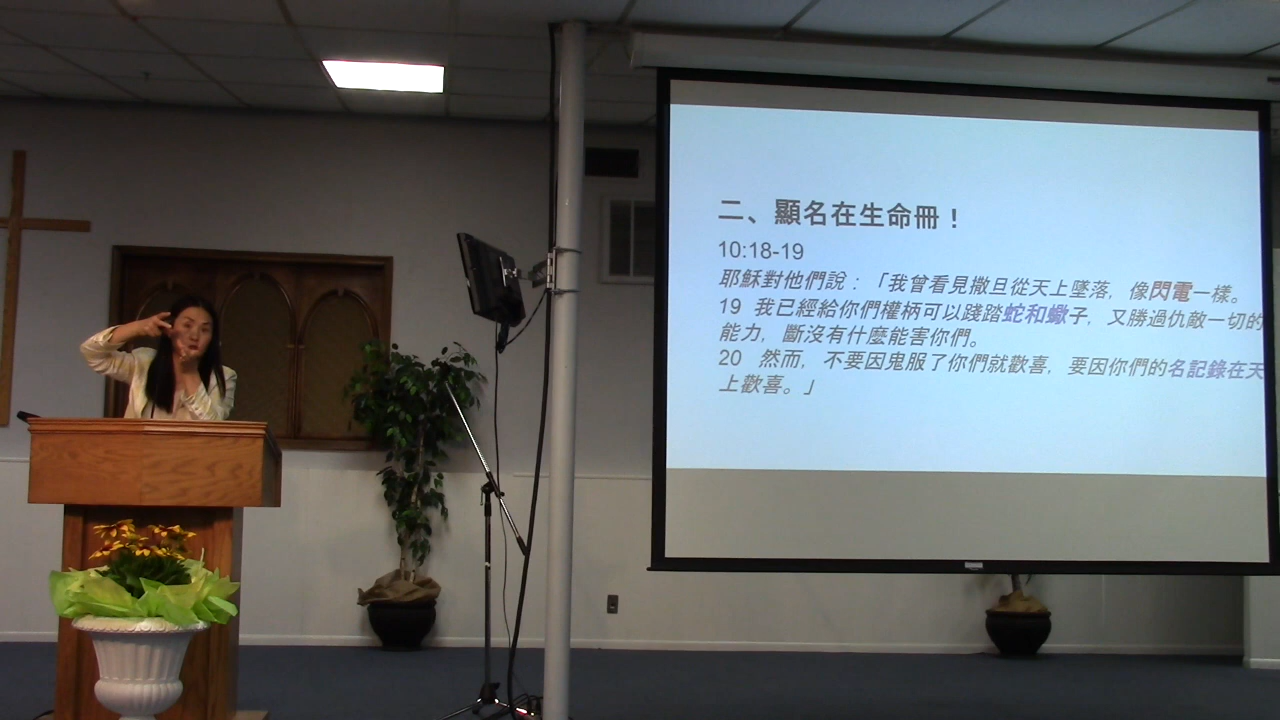 二、顯名在生命冊！
10:18-19
耶穌對他們說：「我曾看見撒旦從天上墜落，像閃電一樣。
19 我已經給你們權柄可以踐踏蛇和蠍子，又勝過仇敵一切的
能力，斷沒有什麼能害你們。
20 然而，不要因鬼服了你們就歡喜，要因你們的名記錄在天
上歡喜。」